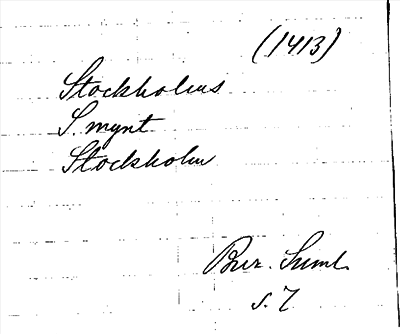 (1413)
Stockholms
S. mynt
Stockholm
Bur. Suml.
s. 7